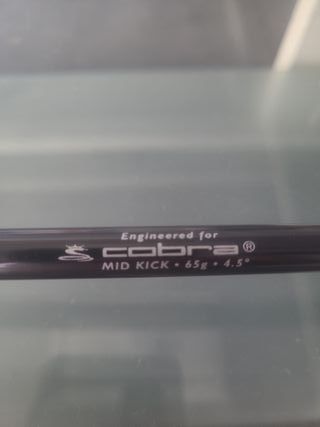 Engineered for
cobra®
MID KICK • 65g • 4.5°